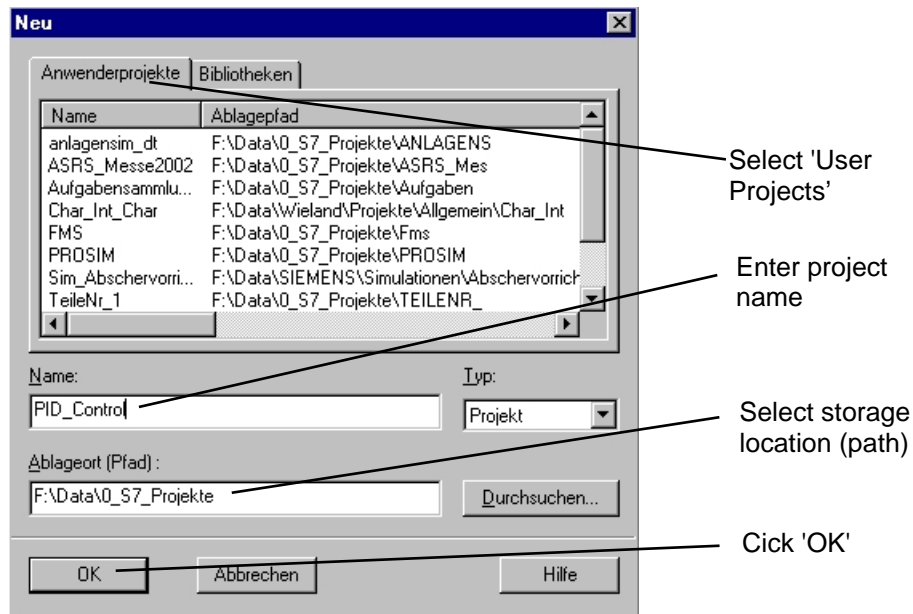 Neu
Anwenderprojekte Bibliotheken
Name Ablagepfad
anlagensim_dt F:\Data\0_S7_Projekte\ANLAGENS
ASRS_Messe2002 F:\Data\0_S7_Projekte\ASRS_Mes
Aufgabensammlu... F:\Data\0_S7_Projekte\Aufgaben
Char_Int_Char F:\Data\Wieland\Projekte\Allgemein\Char_Int
FMS F:\Data\0_S7_Projekte\Fms
PROSIM F:\Data\0_S7_Projekte\PROSIM
Sim_Abschervorri... F:\Data\SIEMENS\Simulationen\Abschervorrich
TeileNr_1 F:\Data\0_S7_Projekte\TEILENR_
Name: Typ:
PID_Control Projekt
Ablageort (Pfad) :
F:\Data\0_S7_Projekte Durchsuchen...
OK Abbrechen Hilfe
Select 'User
Projects’
Enter project
name
Select storage
location (path)
Cick 'OK'